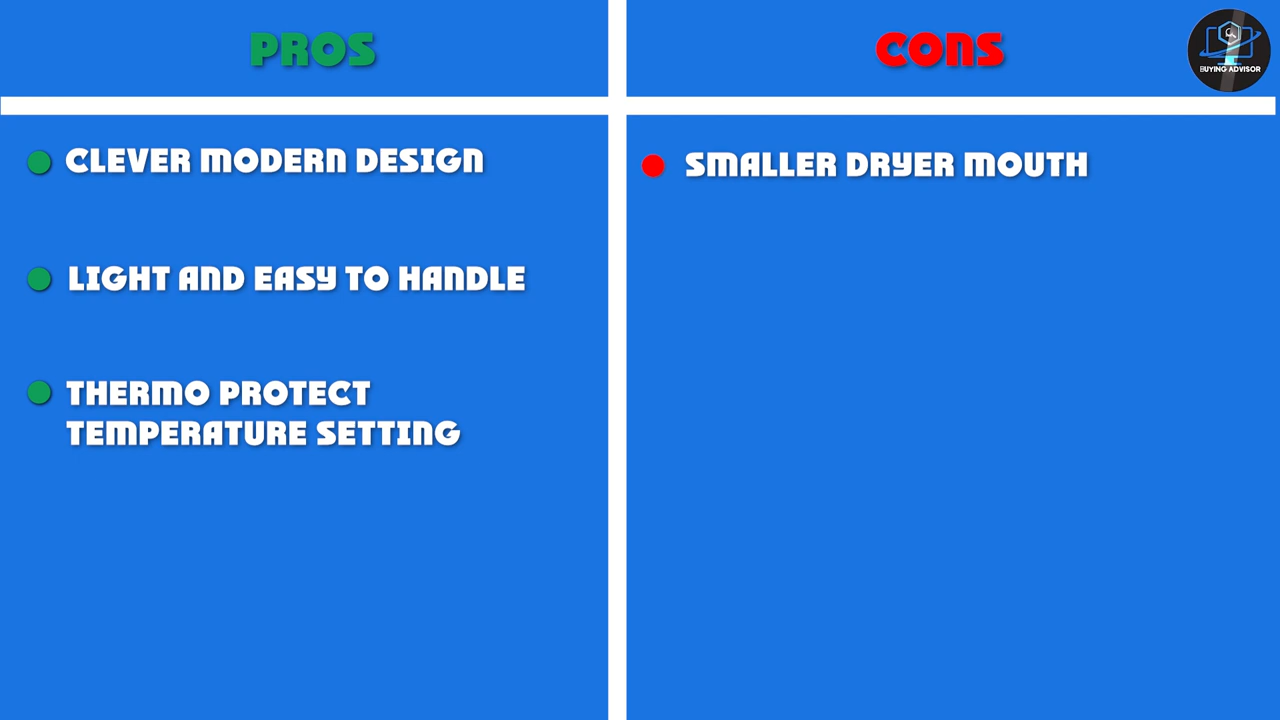 PROS
CLEVER MODERN DESIGN
LIGHT AND EASY TO HANDLE
THERMO PROTECT
TEMPERATURE SETTING
CONS
SMALLER DRYER MOUTH
BUYING ADVISOR